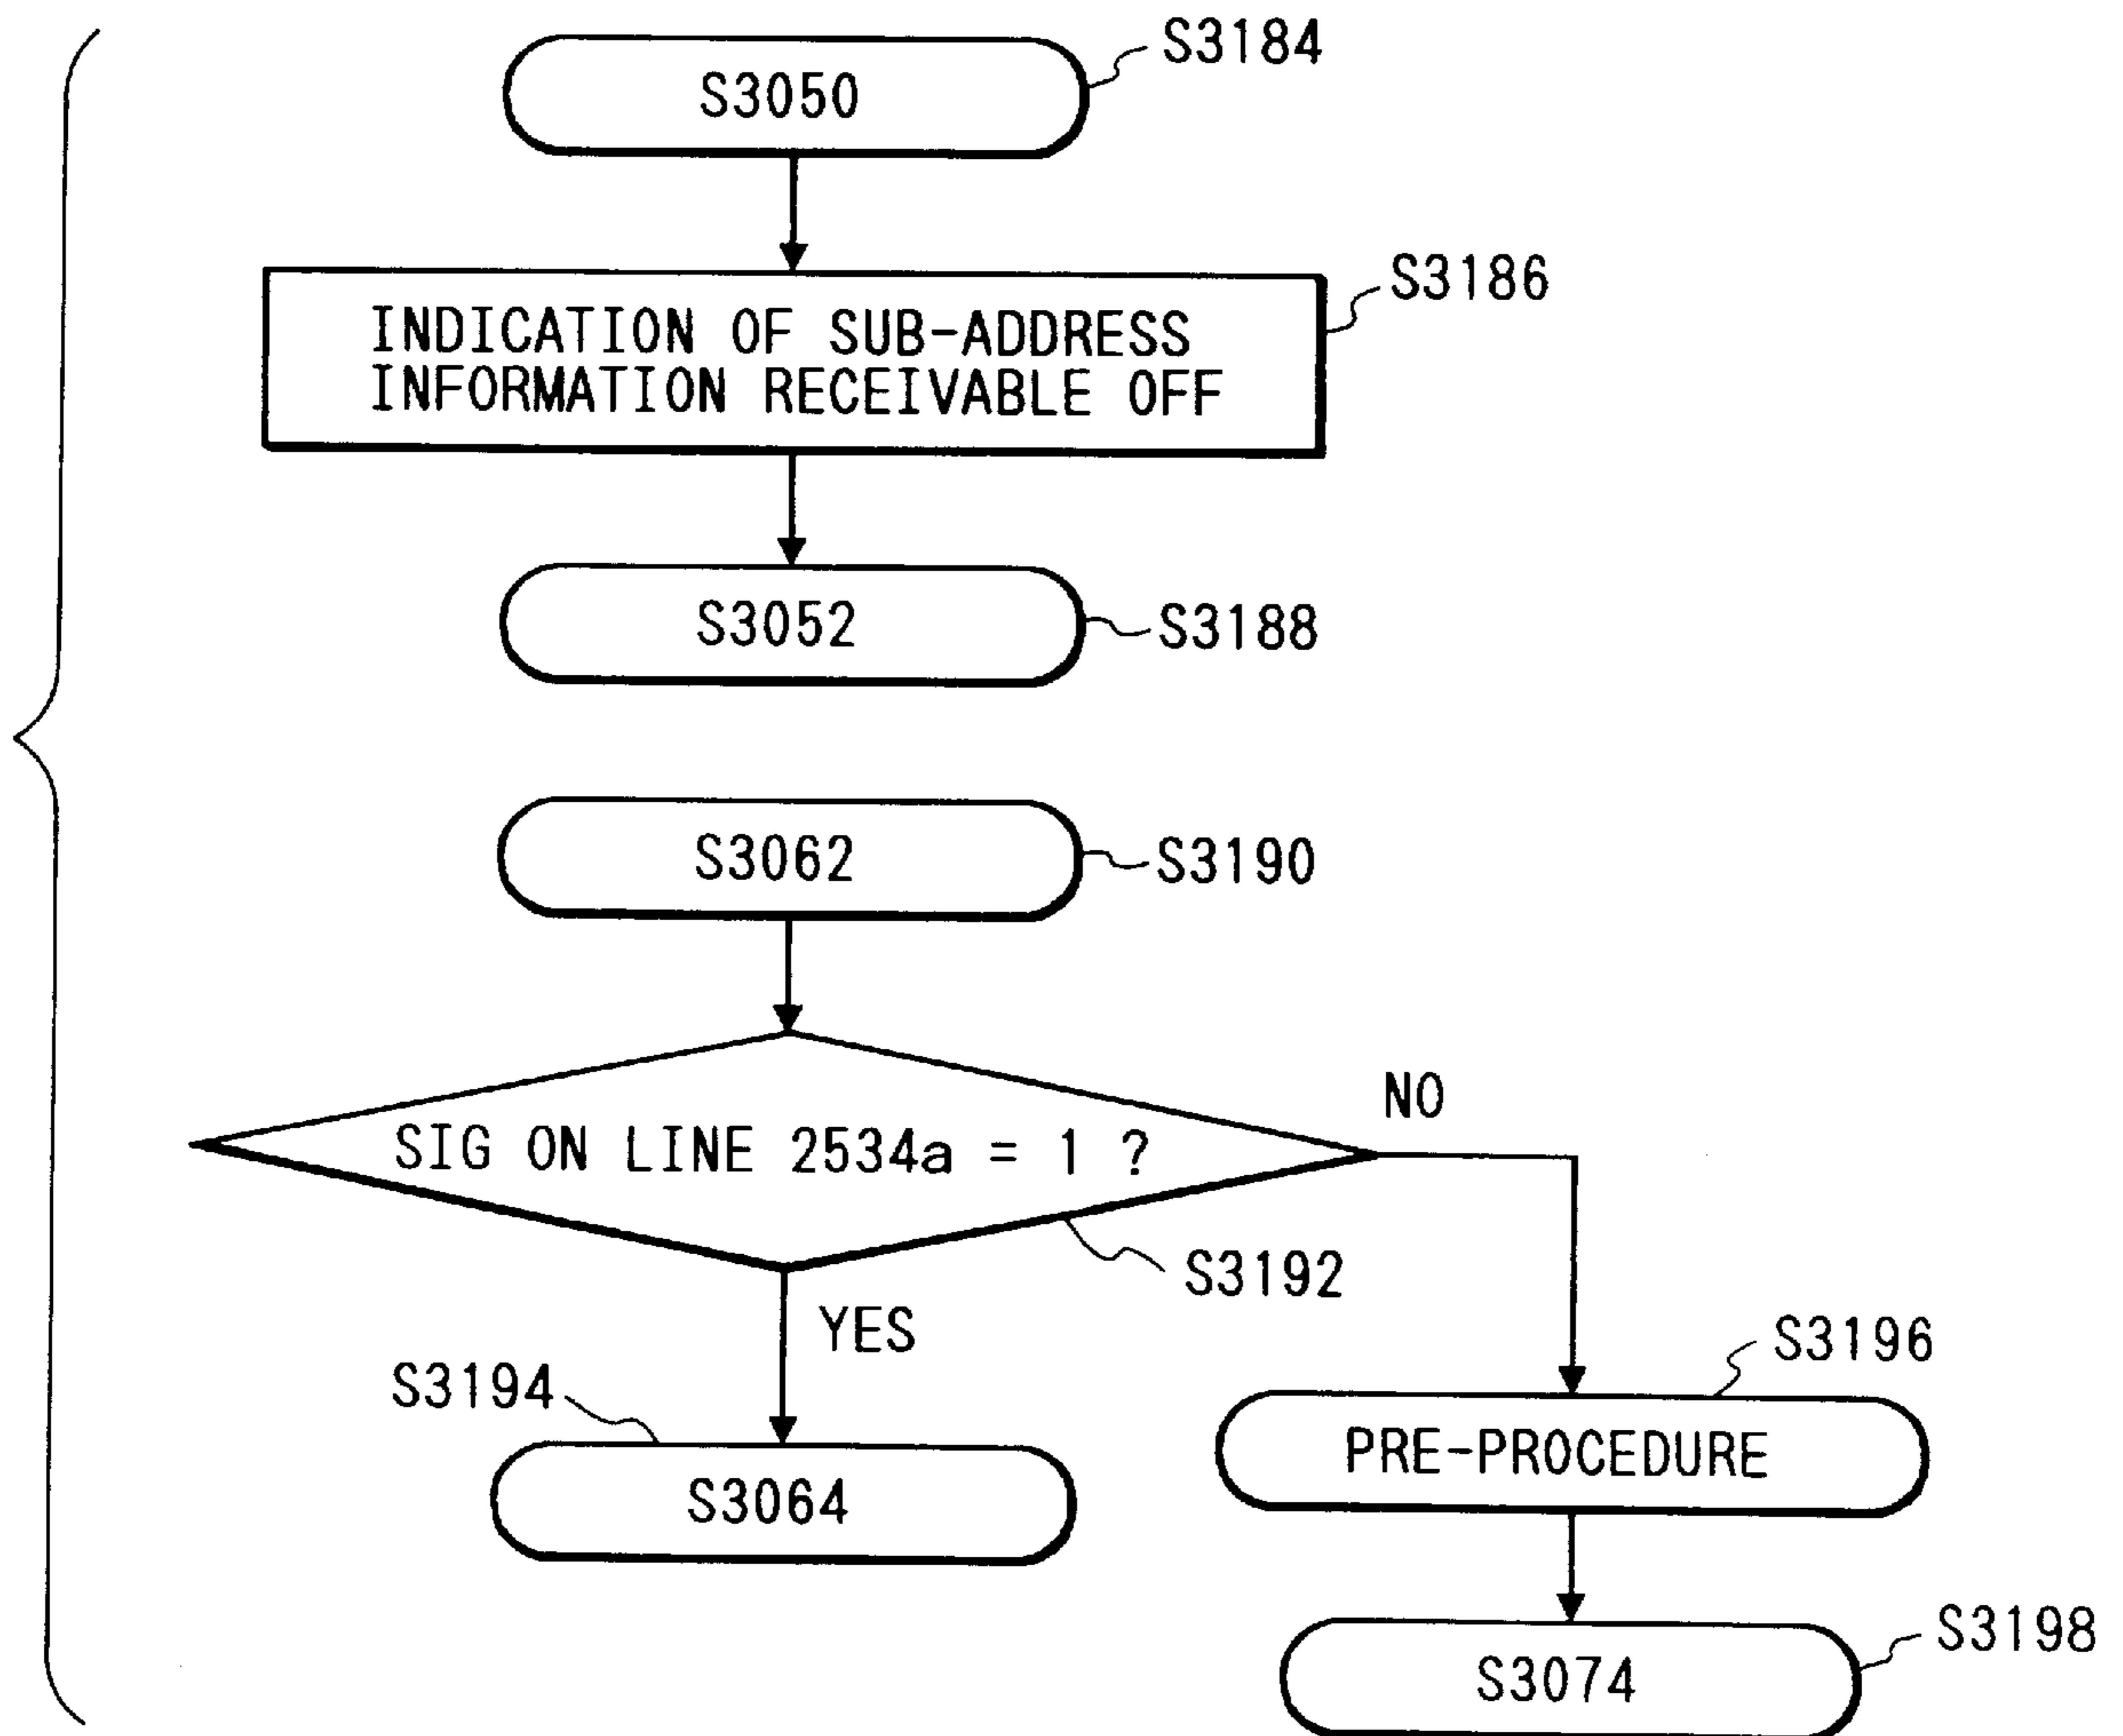 S3050
S3184
INDICATION OF SUB-ADDRESS
INFORMATION RECEIVABLE OFF
S3186
S3052
S3188
S3062
S3190
SIG ON LINE 2534a = 1 ?
NO
S3192
YES
S3194
S3064
S3196
PRE-PROCEDURE
S3074
S3198